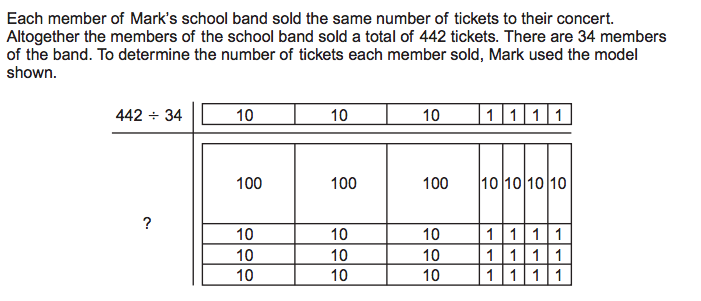 Each member of Mark's school band sold the same number of tickets to their concert.
Altogether the members of the school band sold a total of 442 tickets. There are 34 members
of the band. To determine the number of tickets each member sold, Mark used the model
shown.
442 ÷ 34 10 10 10 1 1 1 1
100 100 100 10 10 10 10
?
10 10 10 1 1 1 1
10 10 10 1 1 1 1
10 10 10 1 1 1 1